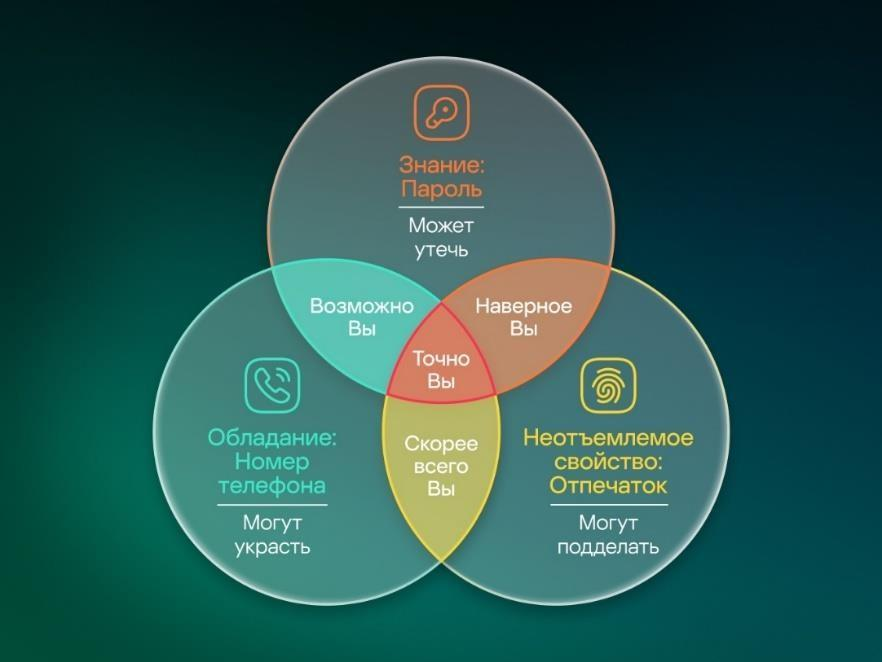 Знание:
Пароль
Может
утечь
Возможно
Вы
Наверное
Вы
Точно
Вы
Обладание:
Номер
телефона
Могут
украсть
Скорее
всего
Вы
Неотъемлемое
свойство:
Отпечаток
Могут
подделать